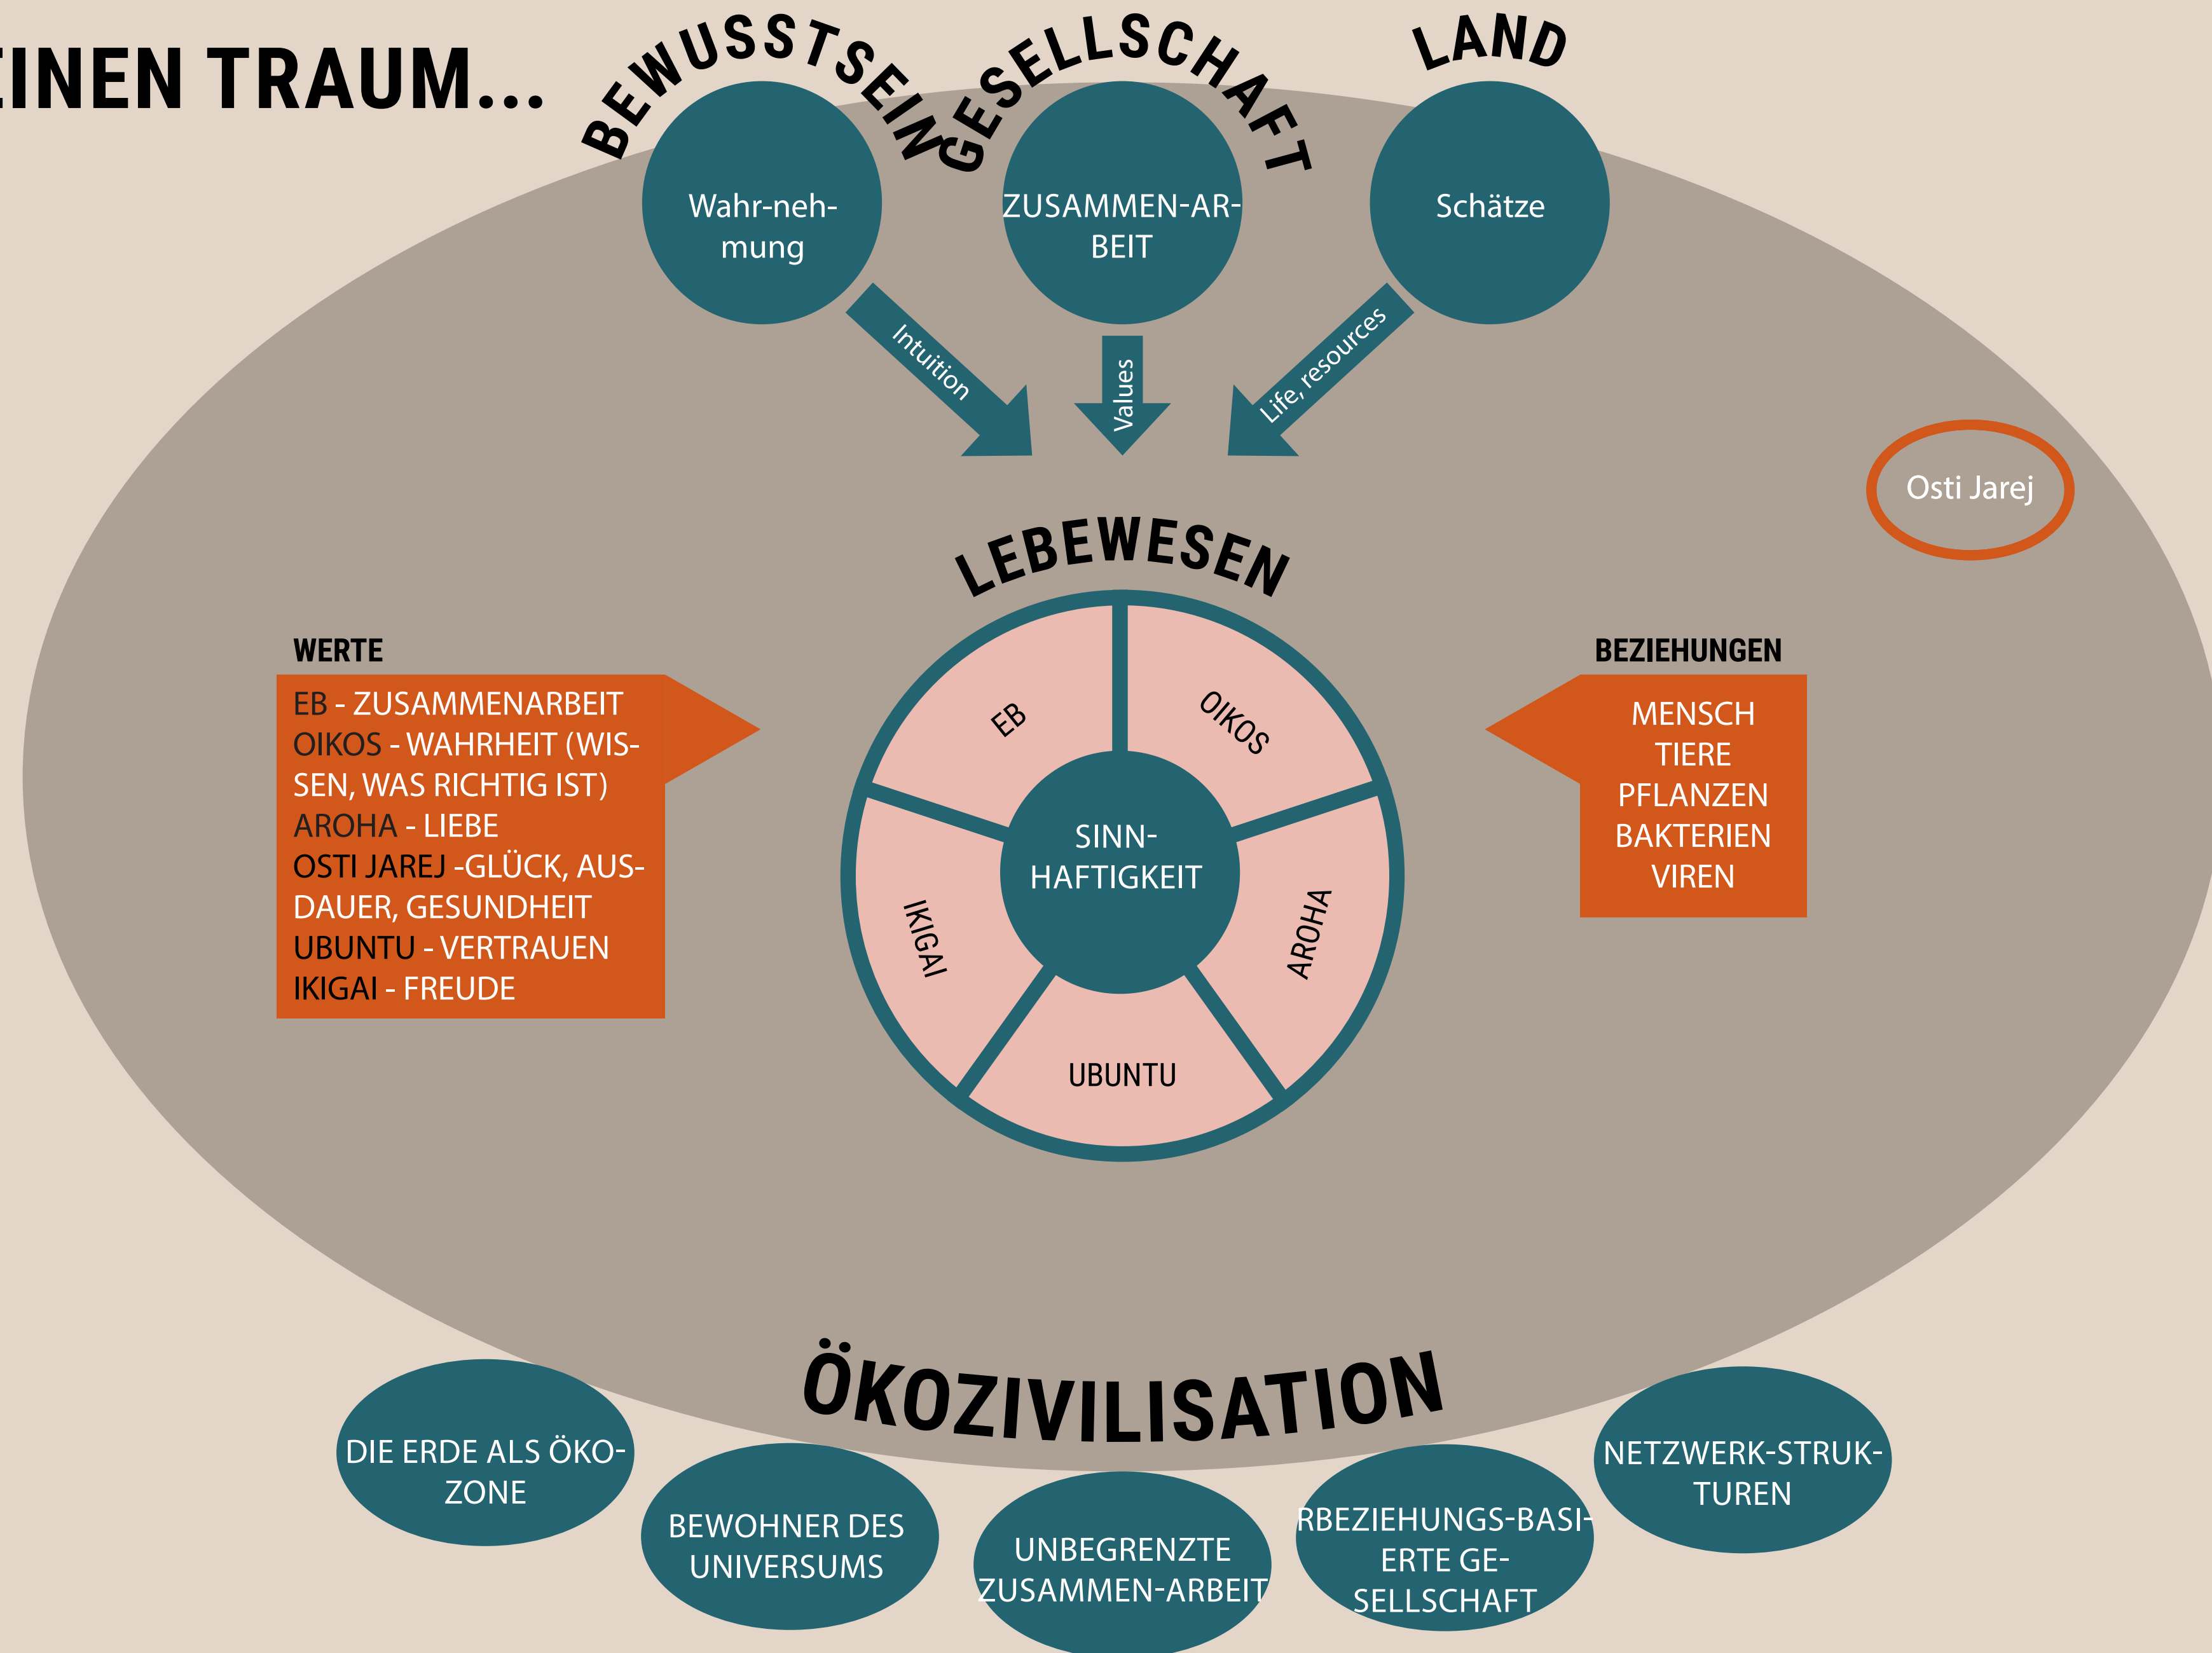 EINEN TRAUM...
BEWUSSTSEIN
GESELLSCHAFT
LAND
Wahr-neh-
mung
ZUSAMMEN-AR-
BEIT
Schätze
Intuition
Values
Life, resources
Osti Jarej
LEBEWESEN
WERTE
EB - ZUSAMMENARBEIT
OIKOS - WAHRHEIT (WIS-
SEN, WAS RICHTIG IST)
AROHA - LIEBE
OSTI JAREJ -GLÜCK, AUS-
DAUER, GESUNDHEIT
UBUNTU - VERTRAUEN
IKIGAI - FREUDE
EB
OIKOS
AROHA
UBUNTU
IKIGAI
SINN-
HAFTIGKEIT
BEZIEHUNGEN
MENSCH
TIERE
PFLANZEN
BAKTERIEN
VIREN
ÖKOZIVILISATION
DIE ERDE ALS ÖKO-
ZONE
BEWOHNER DES
UNIVERSUMS
UNBEGRENZTE
ZUSAMMEN-ARBEIT
RBEZIEHUNGS-BASI-
ERTE GE-
SELLSCHAFT
NETZWERK-STRUK-
TUREN